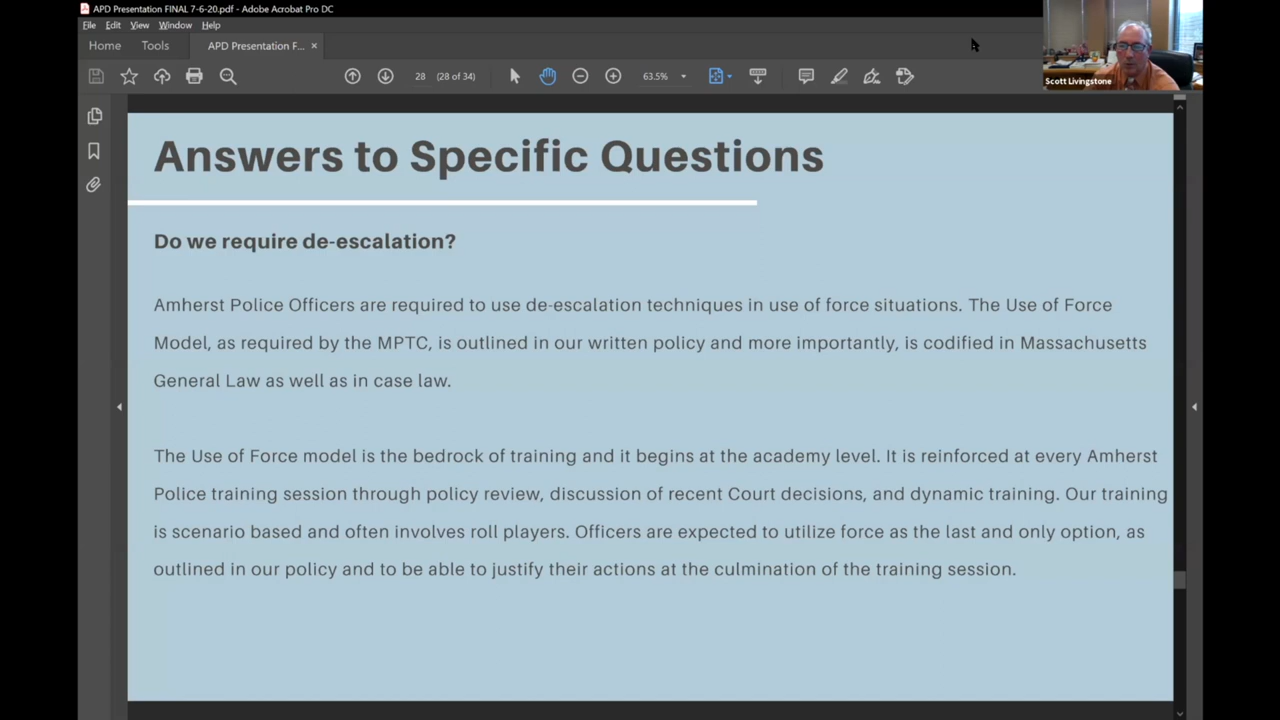 APD Presentation FINAL 7-6-20.pdf - Adobe Acrobat Pro DC
File Edit View Window Help
Home Tools APD Presentation F... ×
28 (28 of 34) 63.5%
Scott Livingstone
Answers to Specific Questions
Do we require de-escalation?
Amherst Police Officers are required to use de-escalation techniques in use of force situations. The Use of Force
Model, as required by the MPTC, is outlined in our written policy and more importantly, is codified in Massachusetts
General Law as well as in case law.
The Use of Force model is the bedrock of training and it begins at the academy level. It is reinforced at every Amherst
Police training session through policy review, discussion of recent Court decisions, and dynamic training. Our training
is scenario based and often involves roll players. Officers are expected to utilize force as the last and only option, as
outlined in our policy and to be able to justify their actions at the culmination of the training session.